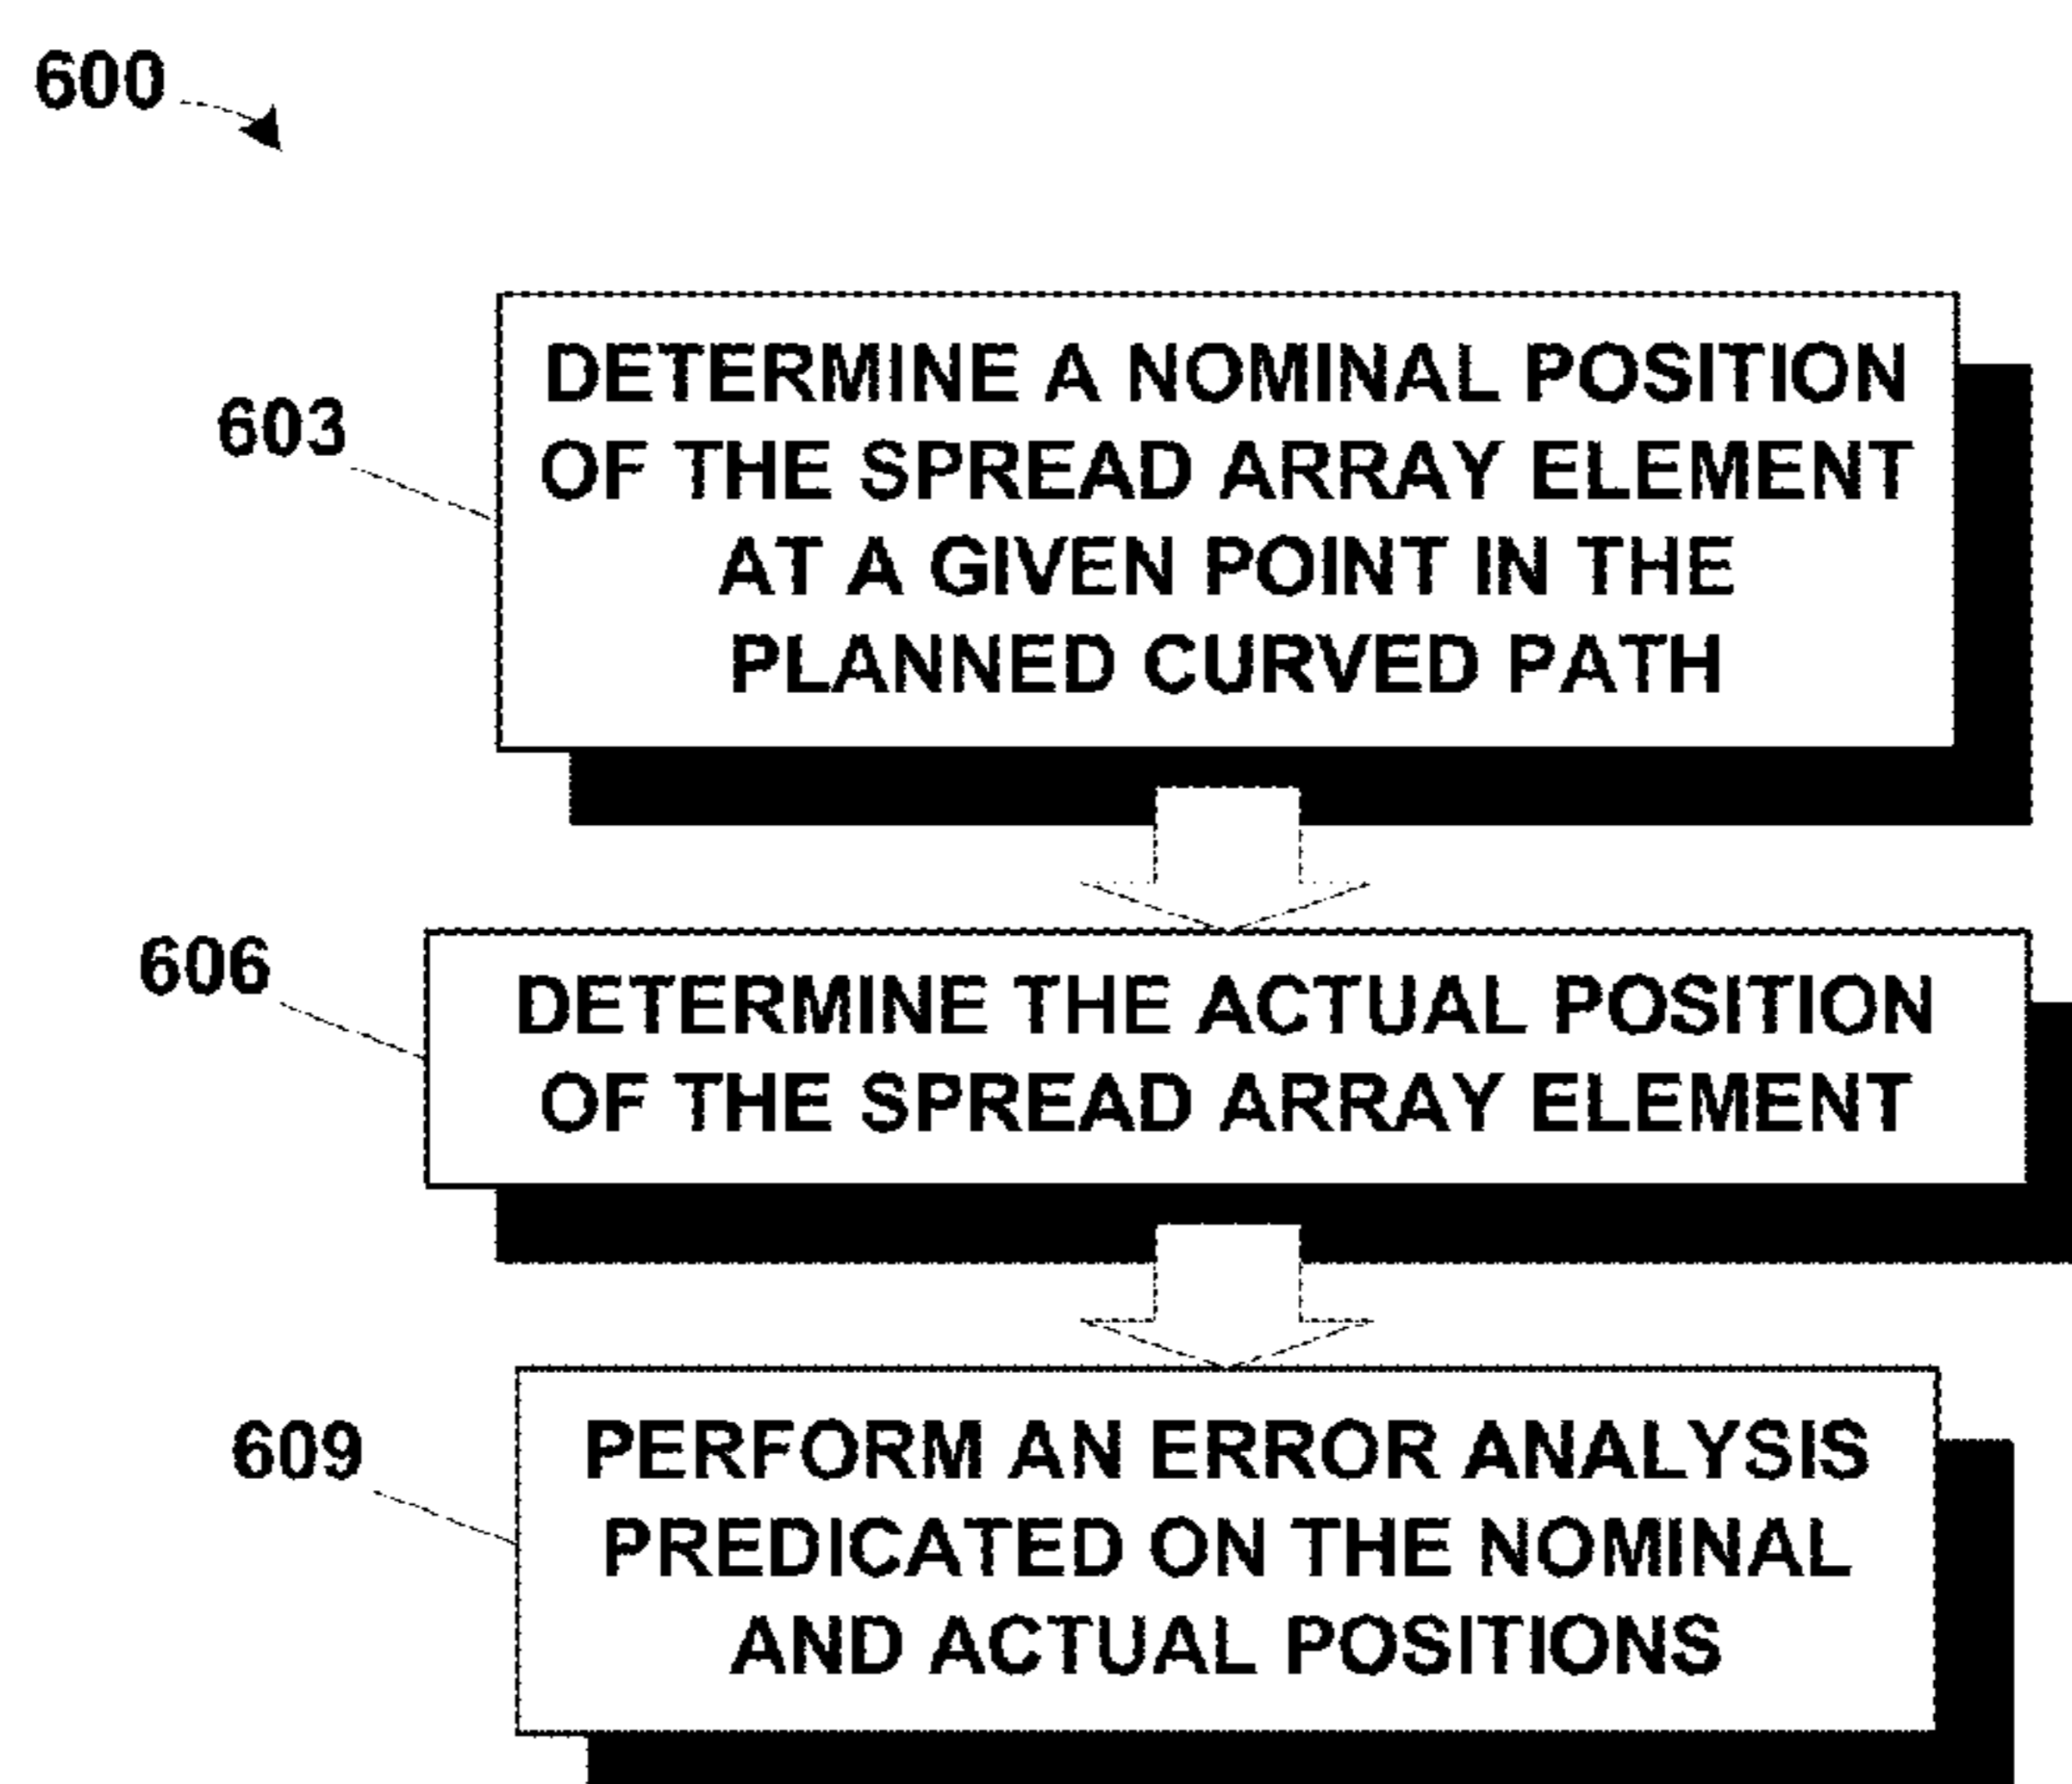 600
603
DETERMINE A NOMINAL POSITION
OF THE SPREAD ARRAY ELEMENT
AT A GIVEN POINT IN THE
PLANNED CURVED PATH
606
DETERMINE THE ACTUAL POSITION
OF THE SPREAD ARRAY ELEMENT
609
PERFORM AN ERROR ANALYSIS
PREDICATED ON THE NOMINAL
AND ACTUAL POSITIONS